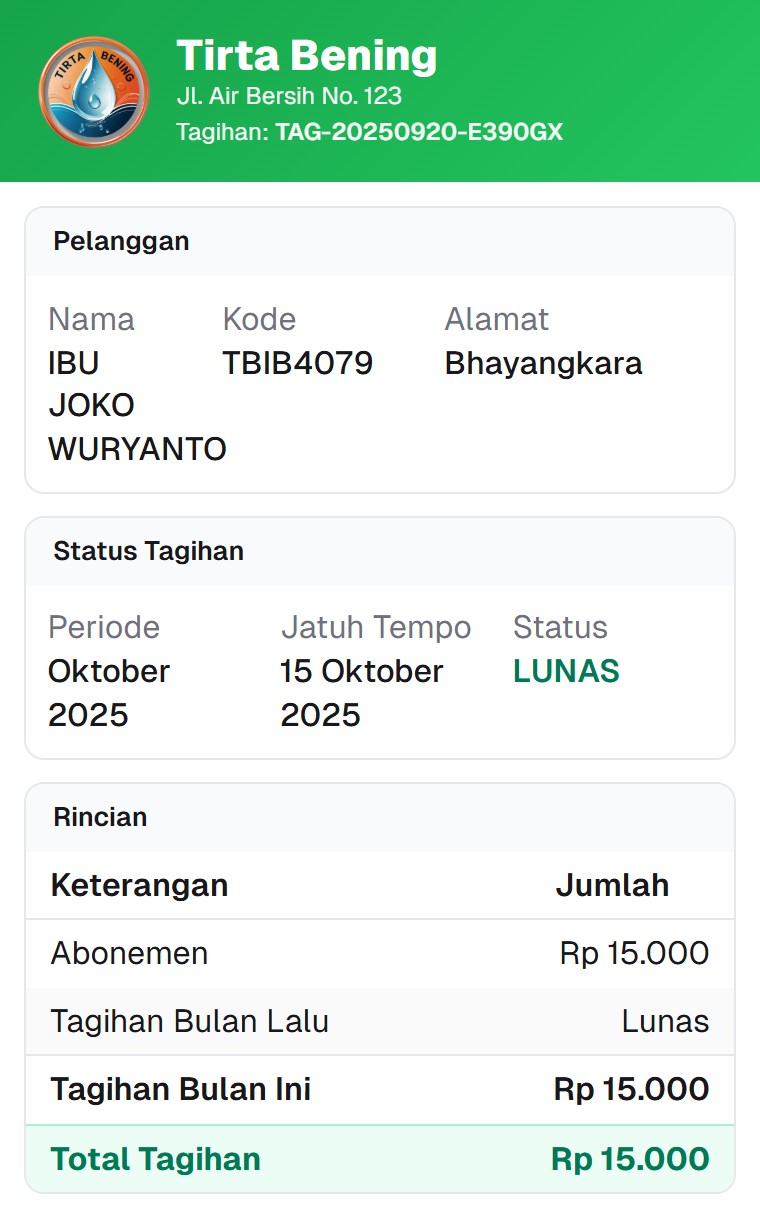 TIRTA BENING
Tirta Bening
Jl. Air Bersih No. 123
Tagihan: TAG-20250920-E390GX
Pelanggan
Nama Kode Alamat
IBU TBIB4079 Bhayangkara
JOKO
WURYANTO
Status Tagihan
Periode Jatuh Tempo Status
Oktober 15 Oktober LUNAS
2025 2025
Rincian
Keterangan Jumlah
Abonemen Rp 15.000
Tagihan Bulan Lalu Lunas
Tagihan Bulan Ini Rp 15.000
Total Tagihan Rp 15.000